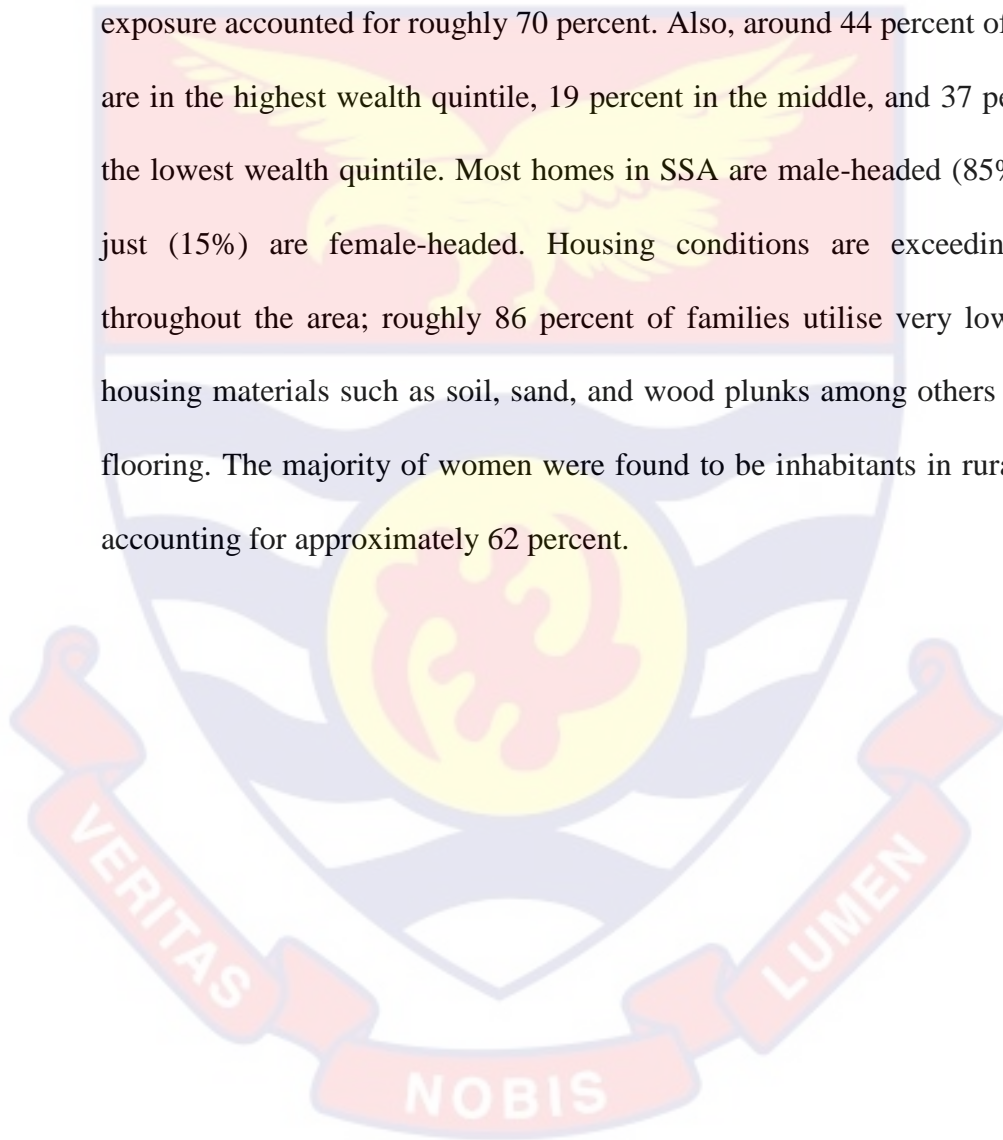 exposure accounted for roughly 70 percent. Also, around 44 percent of
are in the highest wealth quintile, 19 percent in the middle, and 37
the lowest wealth quintile. Most homes in SSA are male-headed (85%
just (15%) are female-headed. Housing conditions are
throughout the area; roughly 86 percent of families utilise very low
housing materials such as soil, sand, and wood plunks among others
flooring. The majority of women were found to be inhabitants in
accounting for approximately 62 percent.
VERITAS
NOBIS
LUMEN